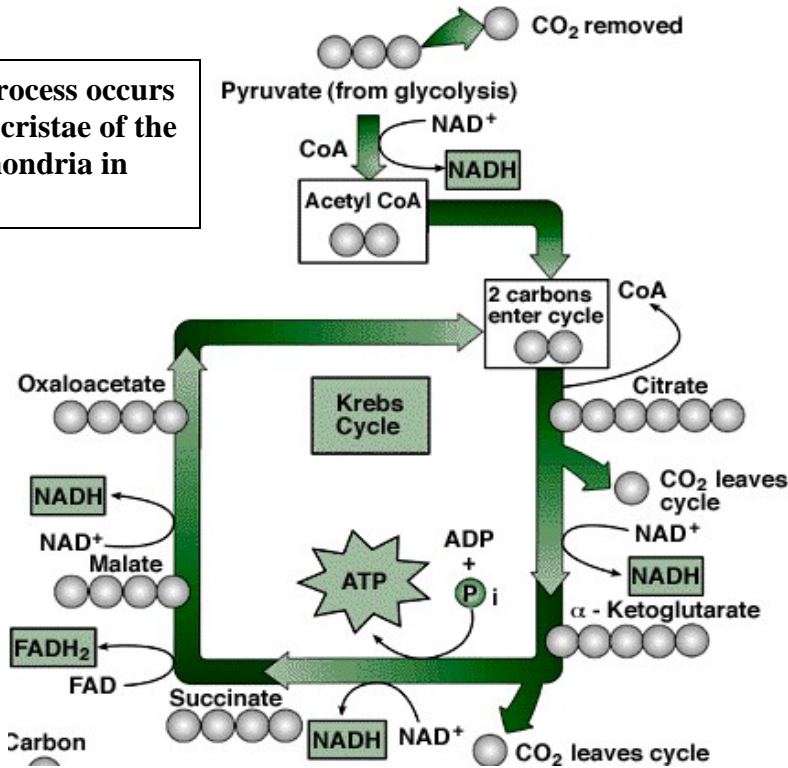 CO₂ removed
rocess occurs
cristae of the
ondria in
Pyruvate (from glycolysis)
CoA
NAD⁺
NADH
Acetyl CoA
2 carbons
enter cycle
CoA
Oxaloacetate
Krebs
Cycle
Citrate
CO₂ leaves
cycle
NADH
NAD⁺
NAD⁺
NADH
Malate
ATP
ADP
+
P i
α - Ketoglutarate
FADH₂
FAD
Succinate
NADH
NAD⁺
CO₂ leaves cycle
Carbon